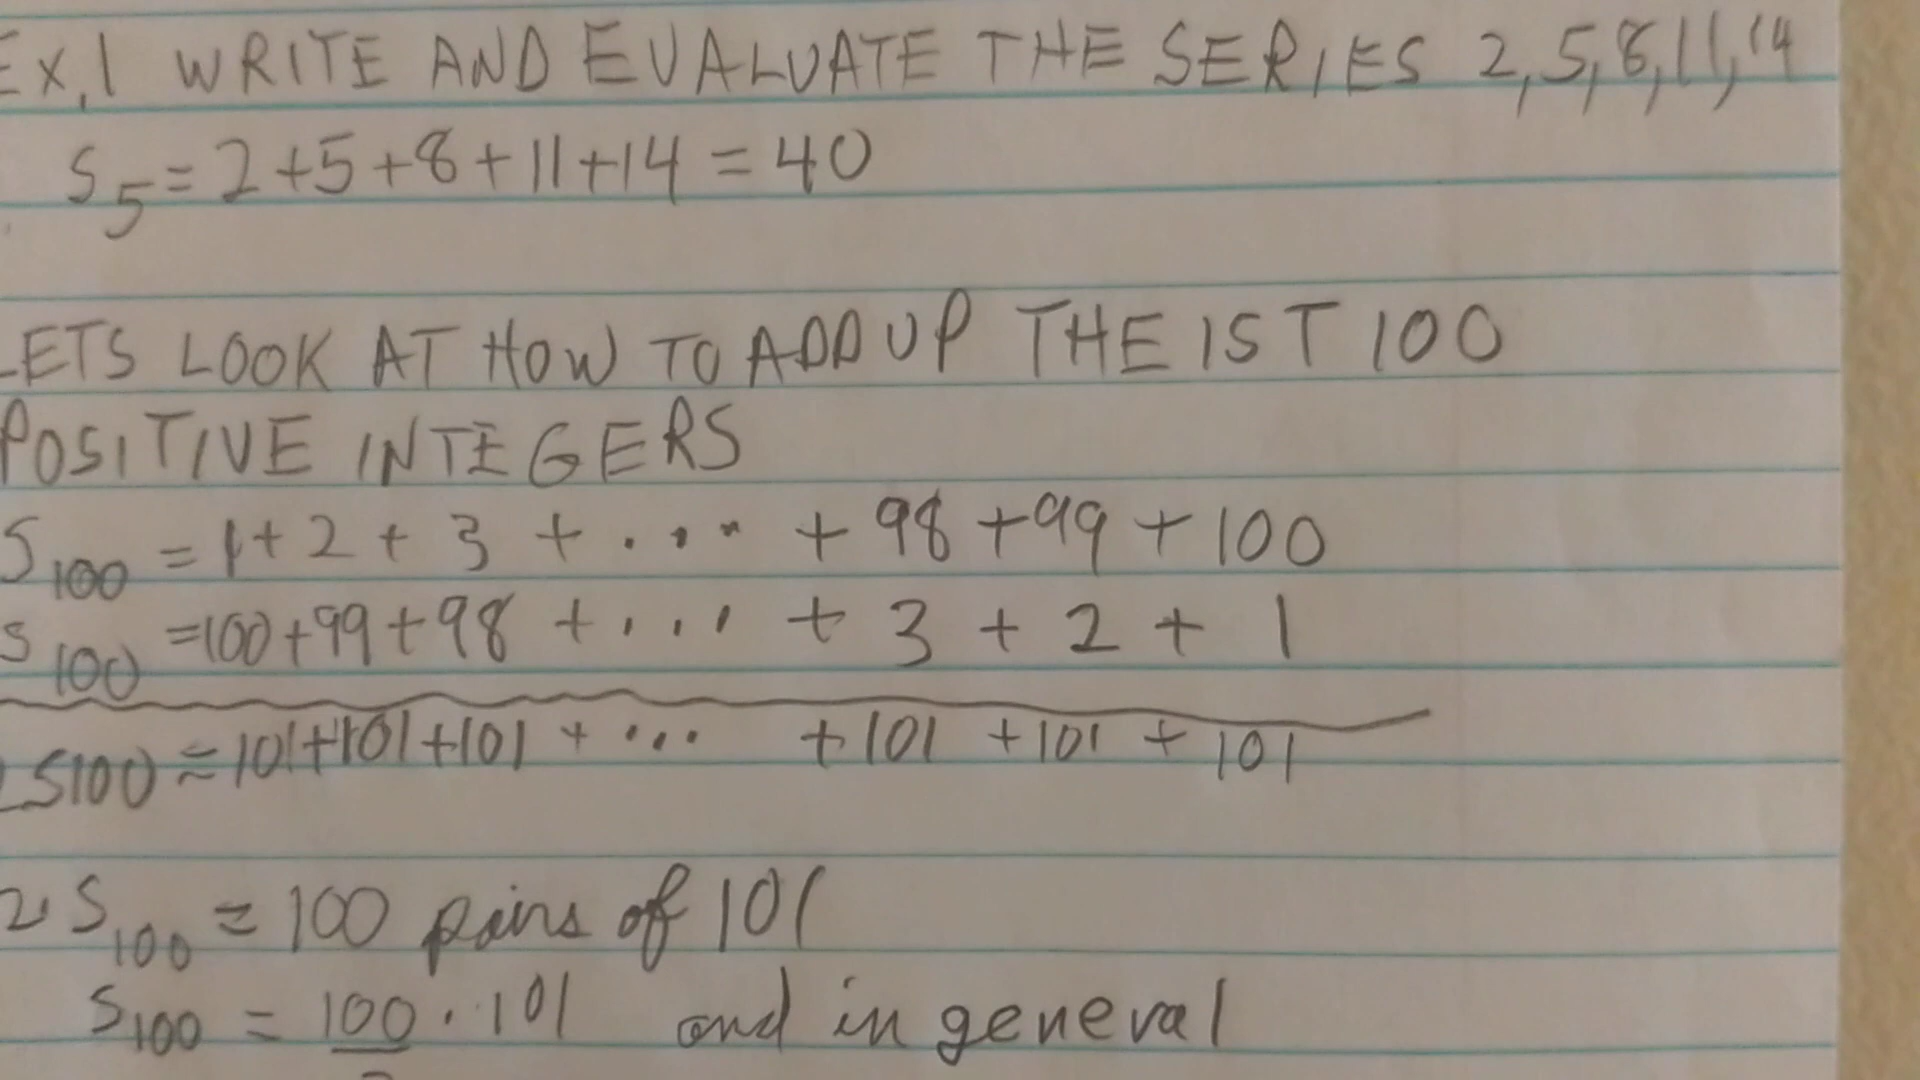 Ex.1 WRITE AND EVALUATE THE SERIES 2,5,8,11,14
S5=2+5+8+11+14=40
LETS LOOK AT HOW TO ADD UP THE 1ST 100
POSITIVE INTEGERS
S100=1+2+3+...+98+99+100
S100=100+99+98+...+3+2+1
2S100=101+101+101+...+101+101+101
2S100=100 pairs of 101
S100=100·101 and in general